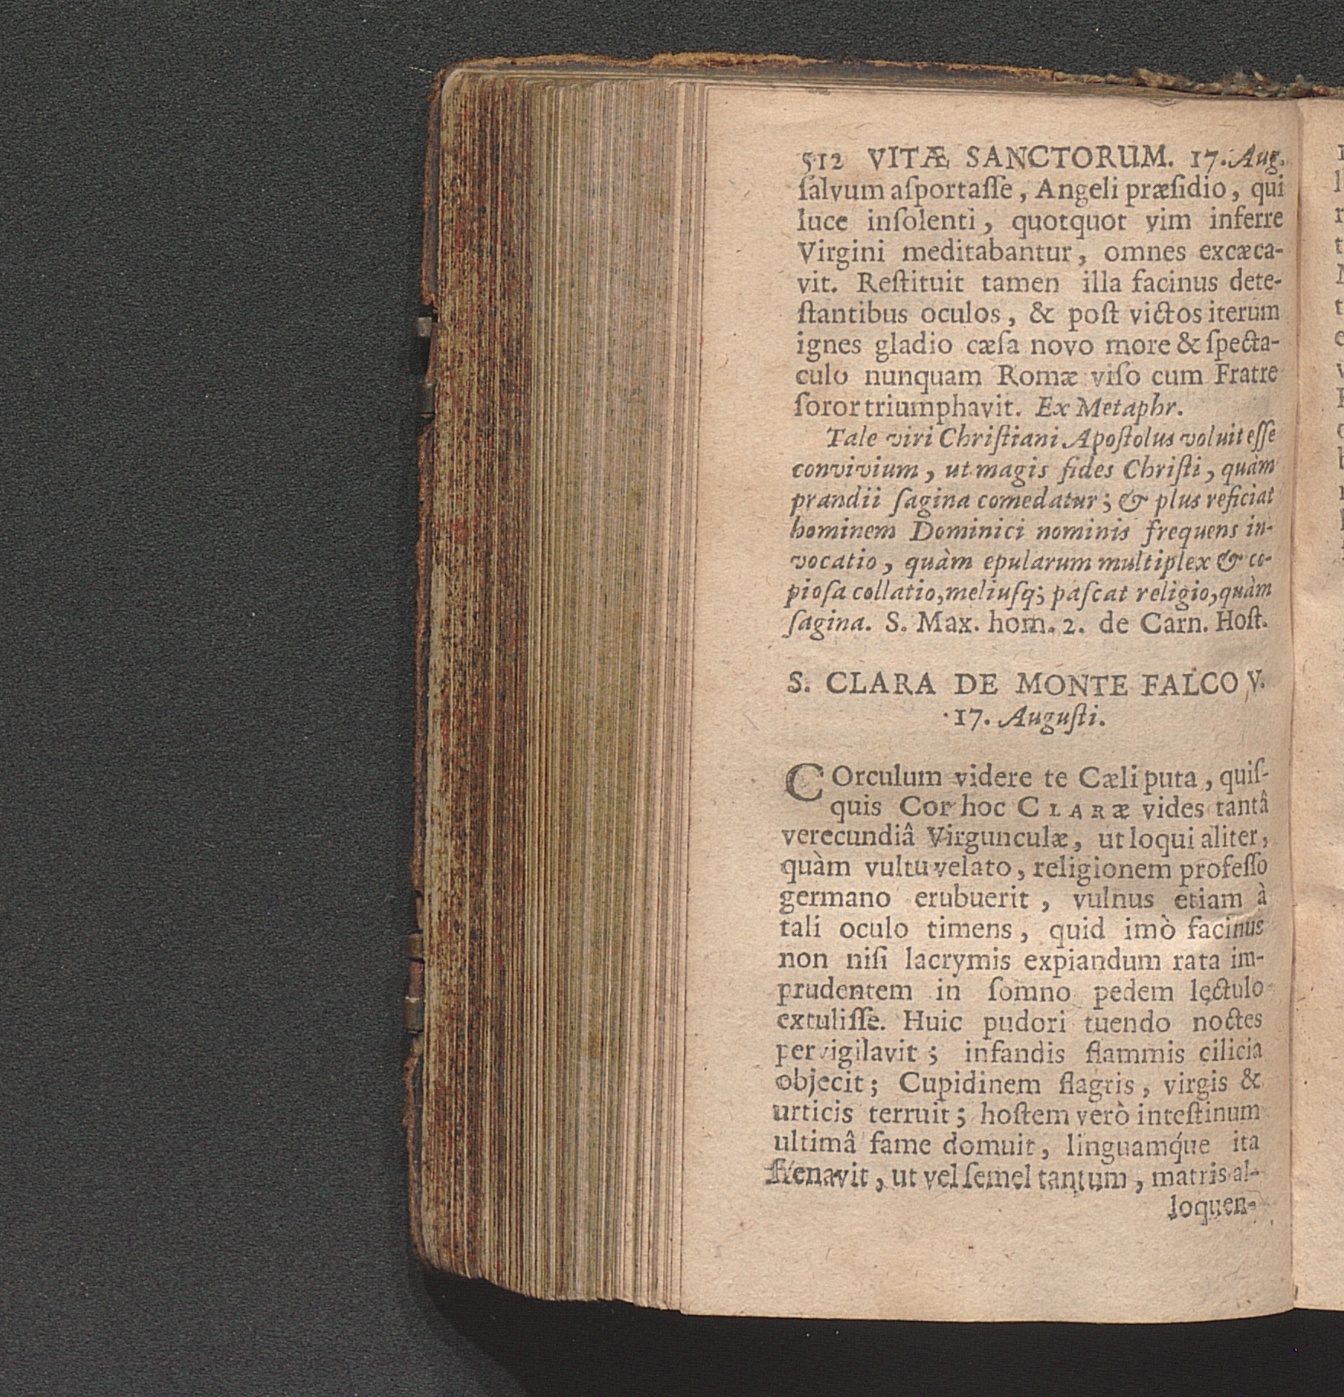 512 VITÆ SANCTORUM. 17. Aug.
ſalvum aſportaſſe, Angeli præſidio, qui
luce inſolenti, quotquot vim inferre
Virgini meditabantur, omnes excæca-
vit. Reſtituit tamen illa facinus dete-
ſtantibus oculos, & poſt victos iterum
ignes gladio cæſa novo more & ſpecta-
culo nunquam Romæ viſo cum Fratre
ſoror triumphavit. Ex Metaphr.
Tale viri Chriſtiani Apoſtolus voluit eſſe
convivium, ut magis fides Chriſti, quàm
prandii ſagina comedatur; & plus reficiat
hominem Dominici nominis frequens in-
vocatio, quàm epularum multiplex & co-
pioſa collatio, meliuſq; paſcat religio, quàm
ſagina. S. Max. hom. 2. de Carn. Hoſt.
S. CLARA DE MONTE FALCO V.
17. Auguſti.
COrculum videre te Cæli puta, quiſ-
quis Cor hoc CLARÆ vides tantâ
verecundiâ Virgunculæ, ut loqui aliter,
quàm vultu velato, religionem profeſſo
germano erubuerit, vulnus etiam à
tali oculo timens, quid imò facinus
non niſi lacrymis expiandum rata im-
prudentem in ſomno pedem lectulo
extuliſſe. Huic pudori tuendo noctes
pervigilavit; infandis flammis cilicia
objecit; Cupidinem flagris, virgis &
urticis terruit; hoſtem verò inteſtinum
ultimâ fame domuit, linguamq́ue ita
frenavit, ut vel ſemel tantum, matris al-
loquen-